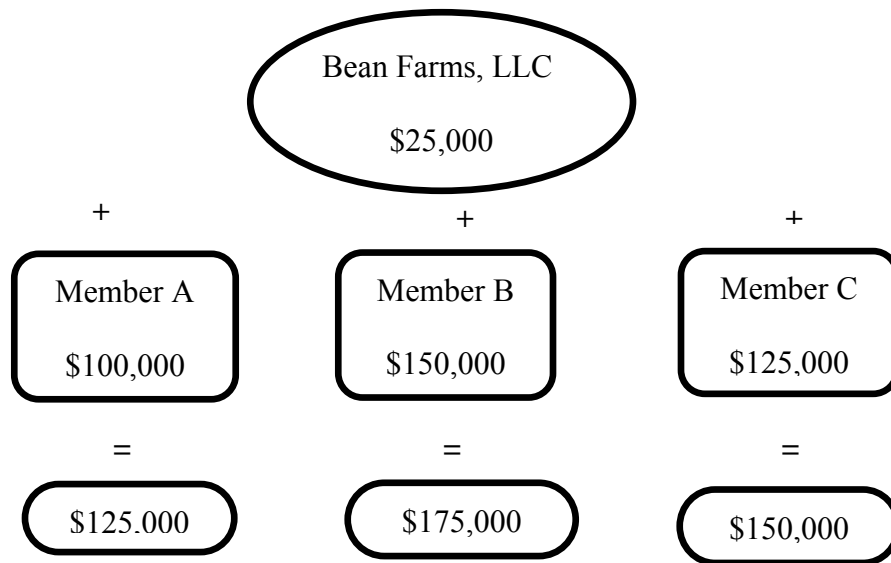 Bean Farms, LLC
$25,000
+ + +
Member A Member B Member C
$100,000 $150,000 $125,000
= = =
$125,000 $175,000 $150,000